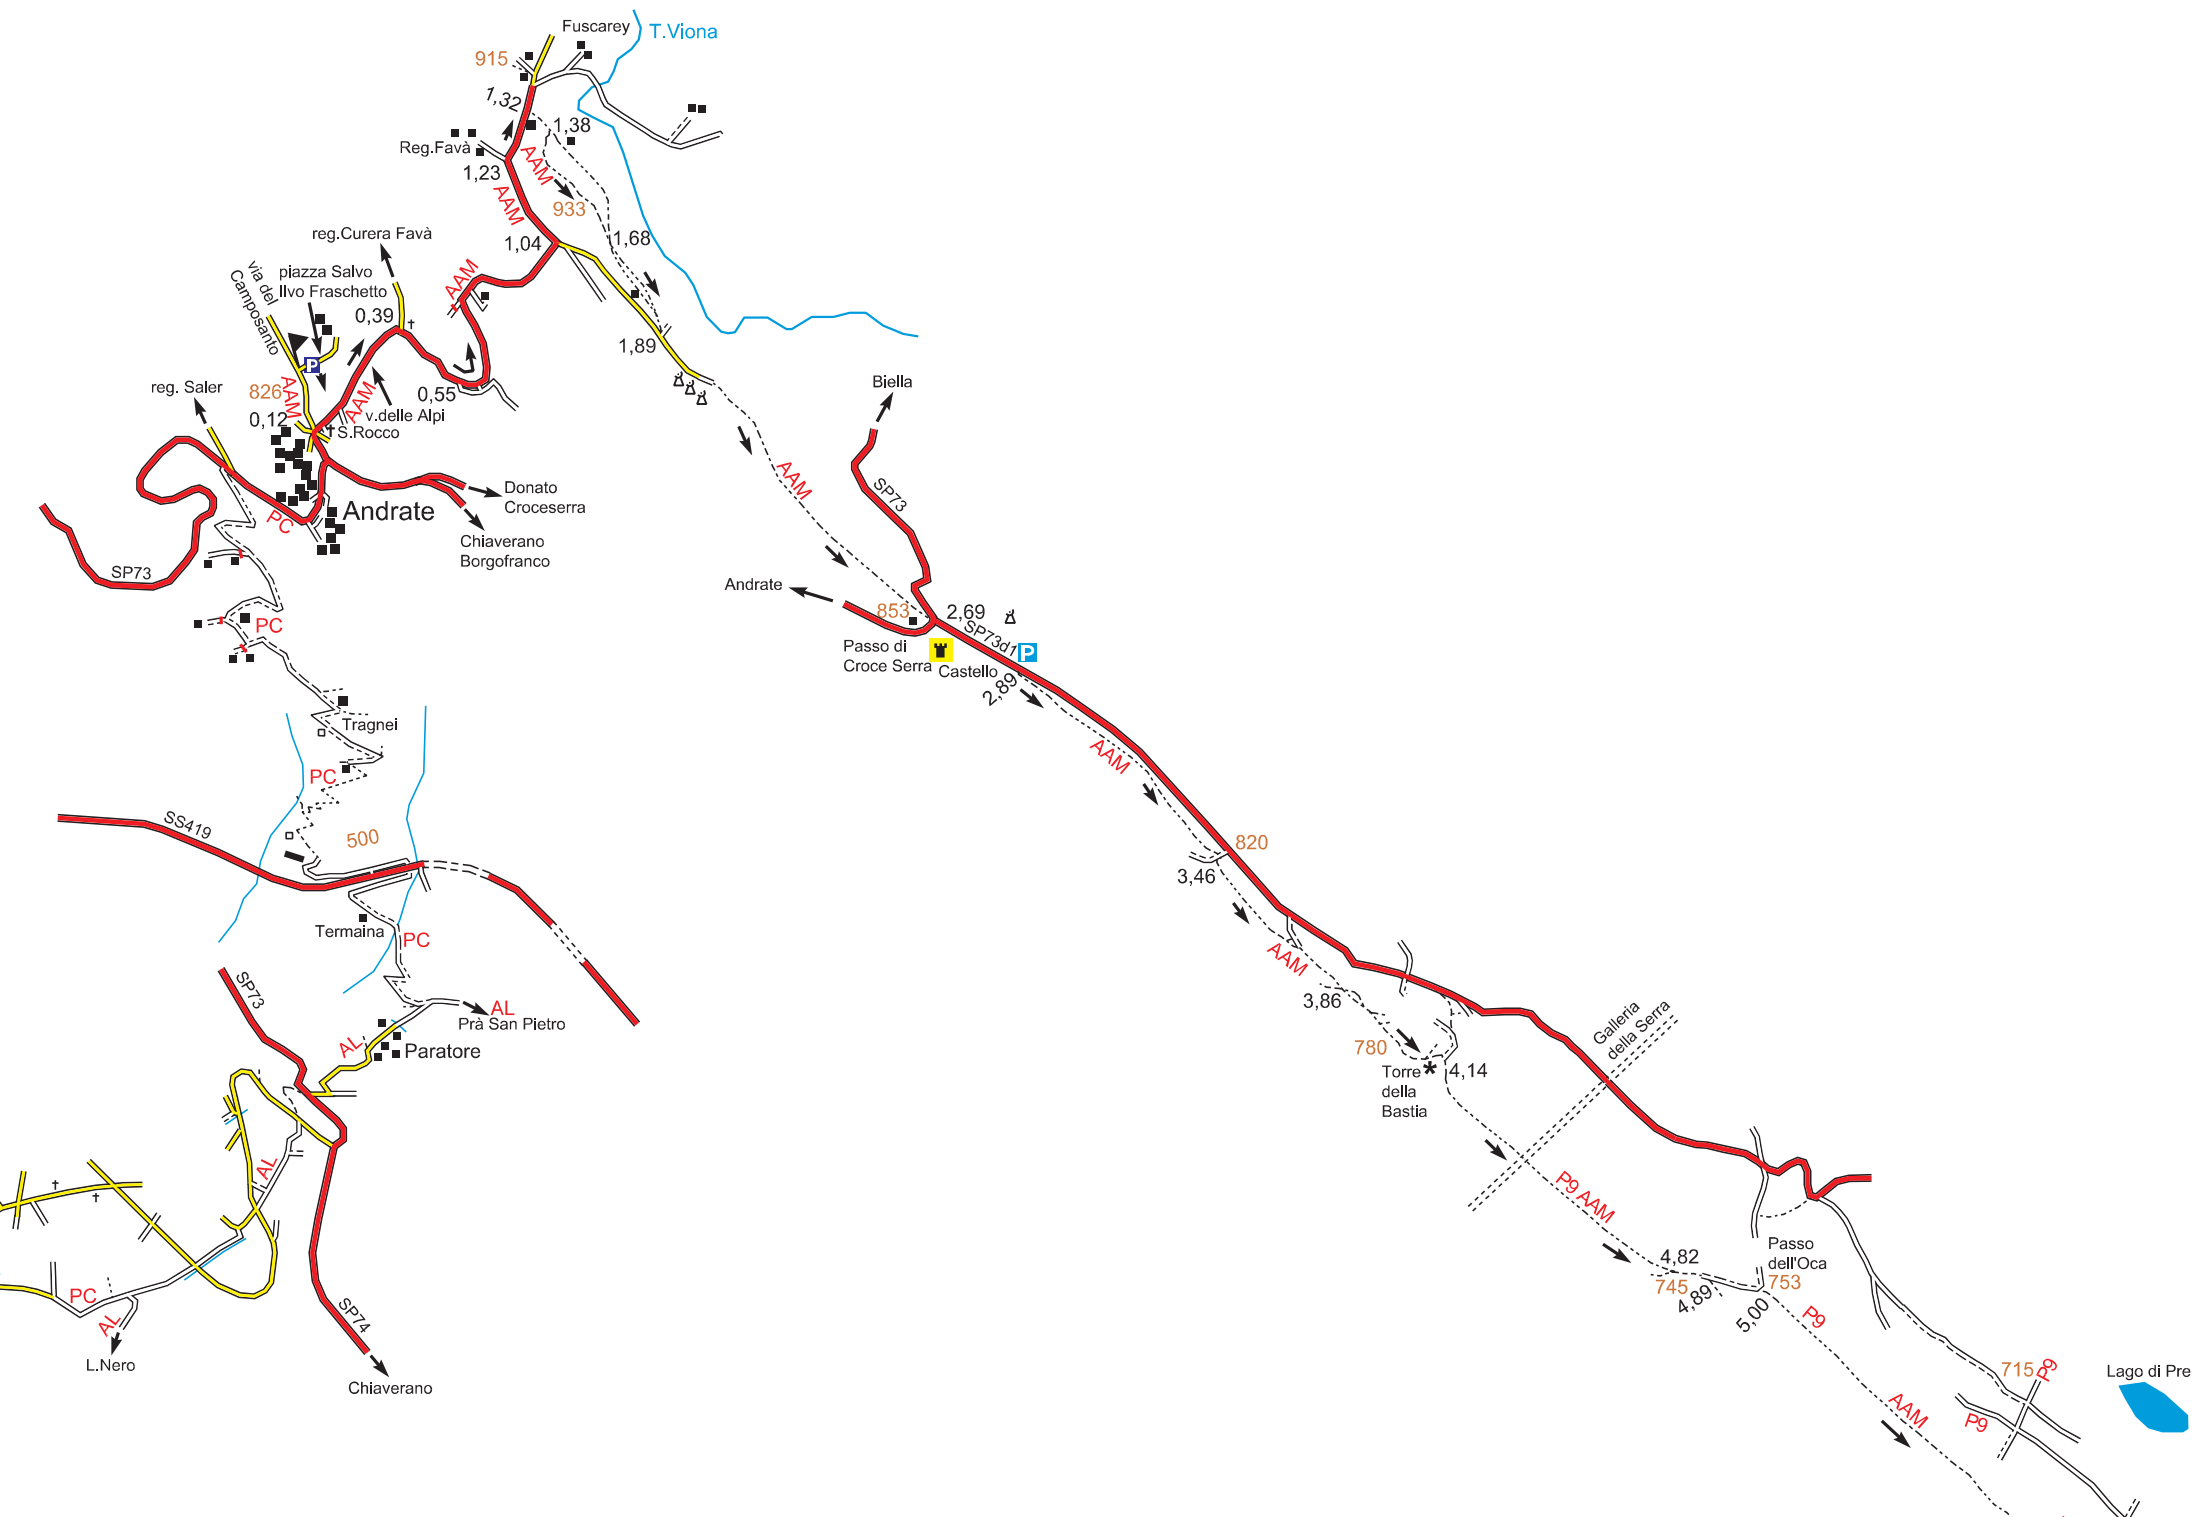 Fuscarey
T.Viona
915
1,32
1,38
Reg.Favà
1,23
AAM
AAM
933
reg.Curera Favà
1,04
1,68
via del
Camposanto
piazza Salvo
Ilvo Fraschetto
AAM
0,39
1,89
reg. Saler
826
AAM
0,12
AAM
0,55
v.delle Alpi
S.Rocco
P
Biella
AAM
SP73
Donato
Croceserra
Andrate
PC
Chiaverano
Borgofranco
SP73
Andrate
853
2,69
SP73d1
P
PC
Passo di
Croce Serra
Castello
2,89
Tragnei
AAM
PC
SS419
500
820
3,46
Termaina
PC
AAM
SP73
3,86
AL
Prà San Pietro
Galleria
della Serra
AL
Paratore
780
Torre
della
Bastia
*
4,14
AL
P9 AAM
Passo
dell'Oca
4,82
745
4,89
753
5,00
PC
AL
SP74
P9
L.Nero
Chiaverano
715
P9
P9
AAM
Lago di Pre